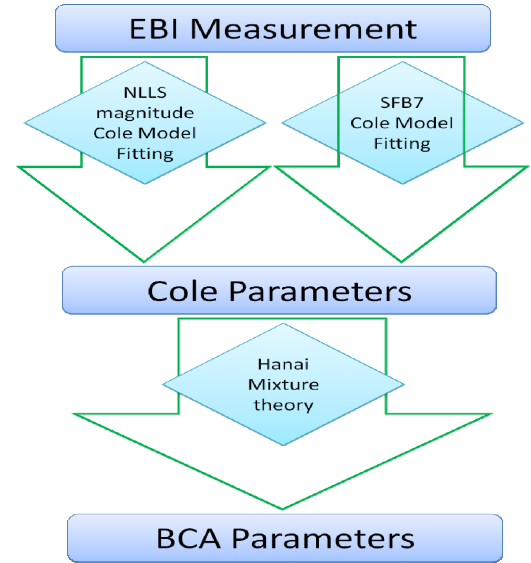 EBI Measurement
NLLS
magnitude
Cole Model
Fitting
SFB7
Cole Model
Fitting
Cole Parameters
Hanai
Mixture
theory
BCA Parameters